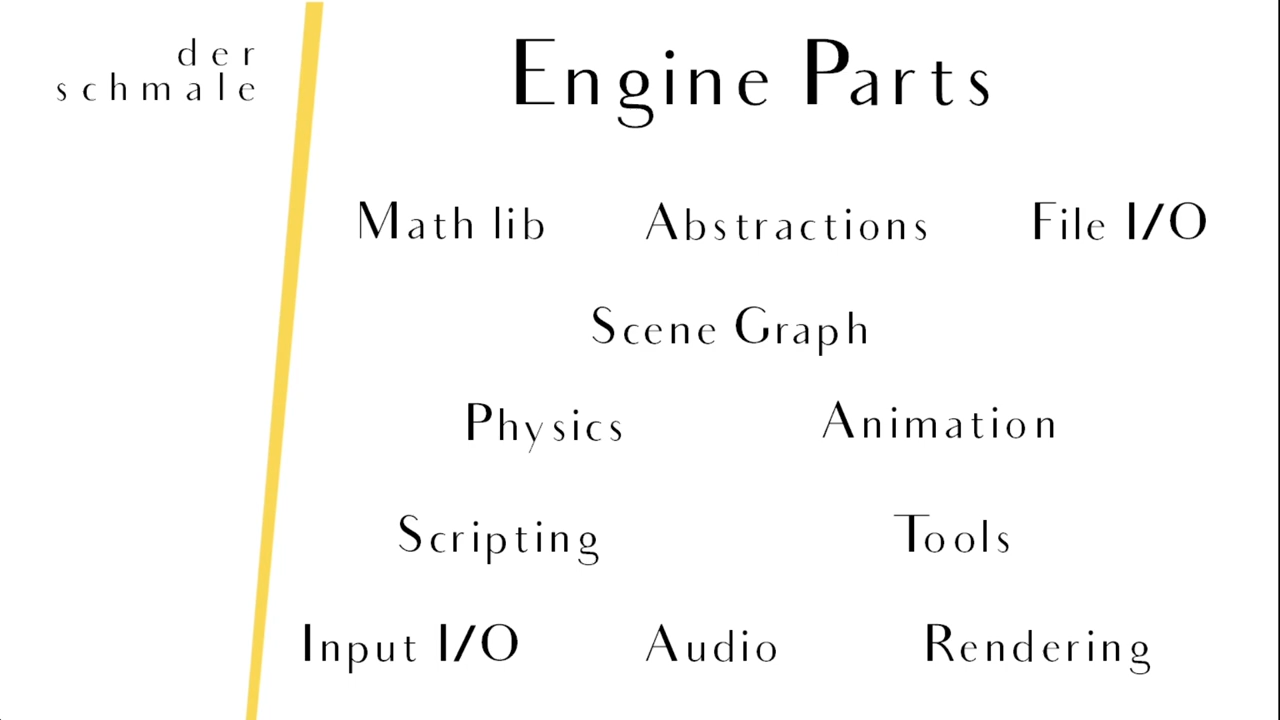 der
schmale
Engine Parts
Math lib Abstractions File I/O
Scene Graph
Physics Animation
Scripting Tools
Input I/O Audio Rendering